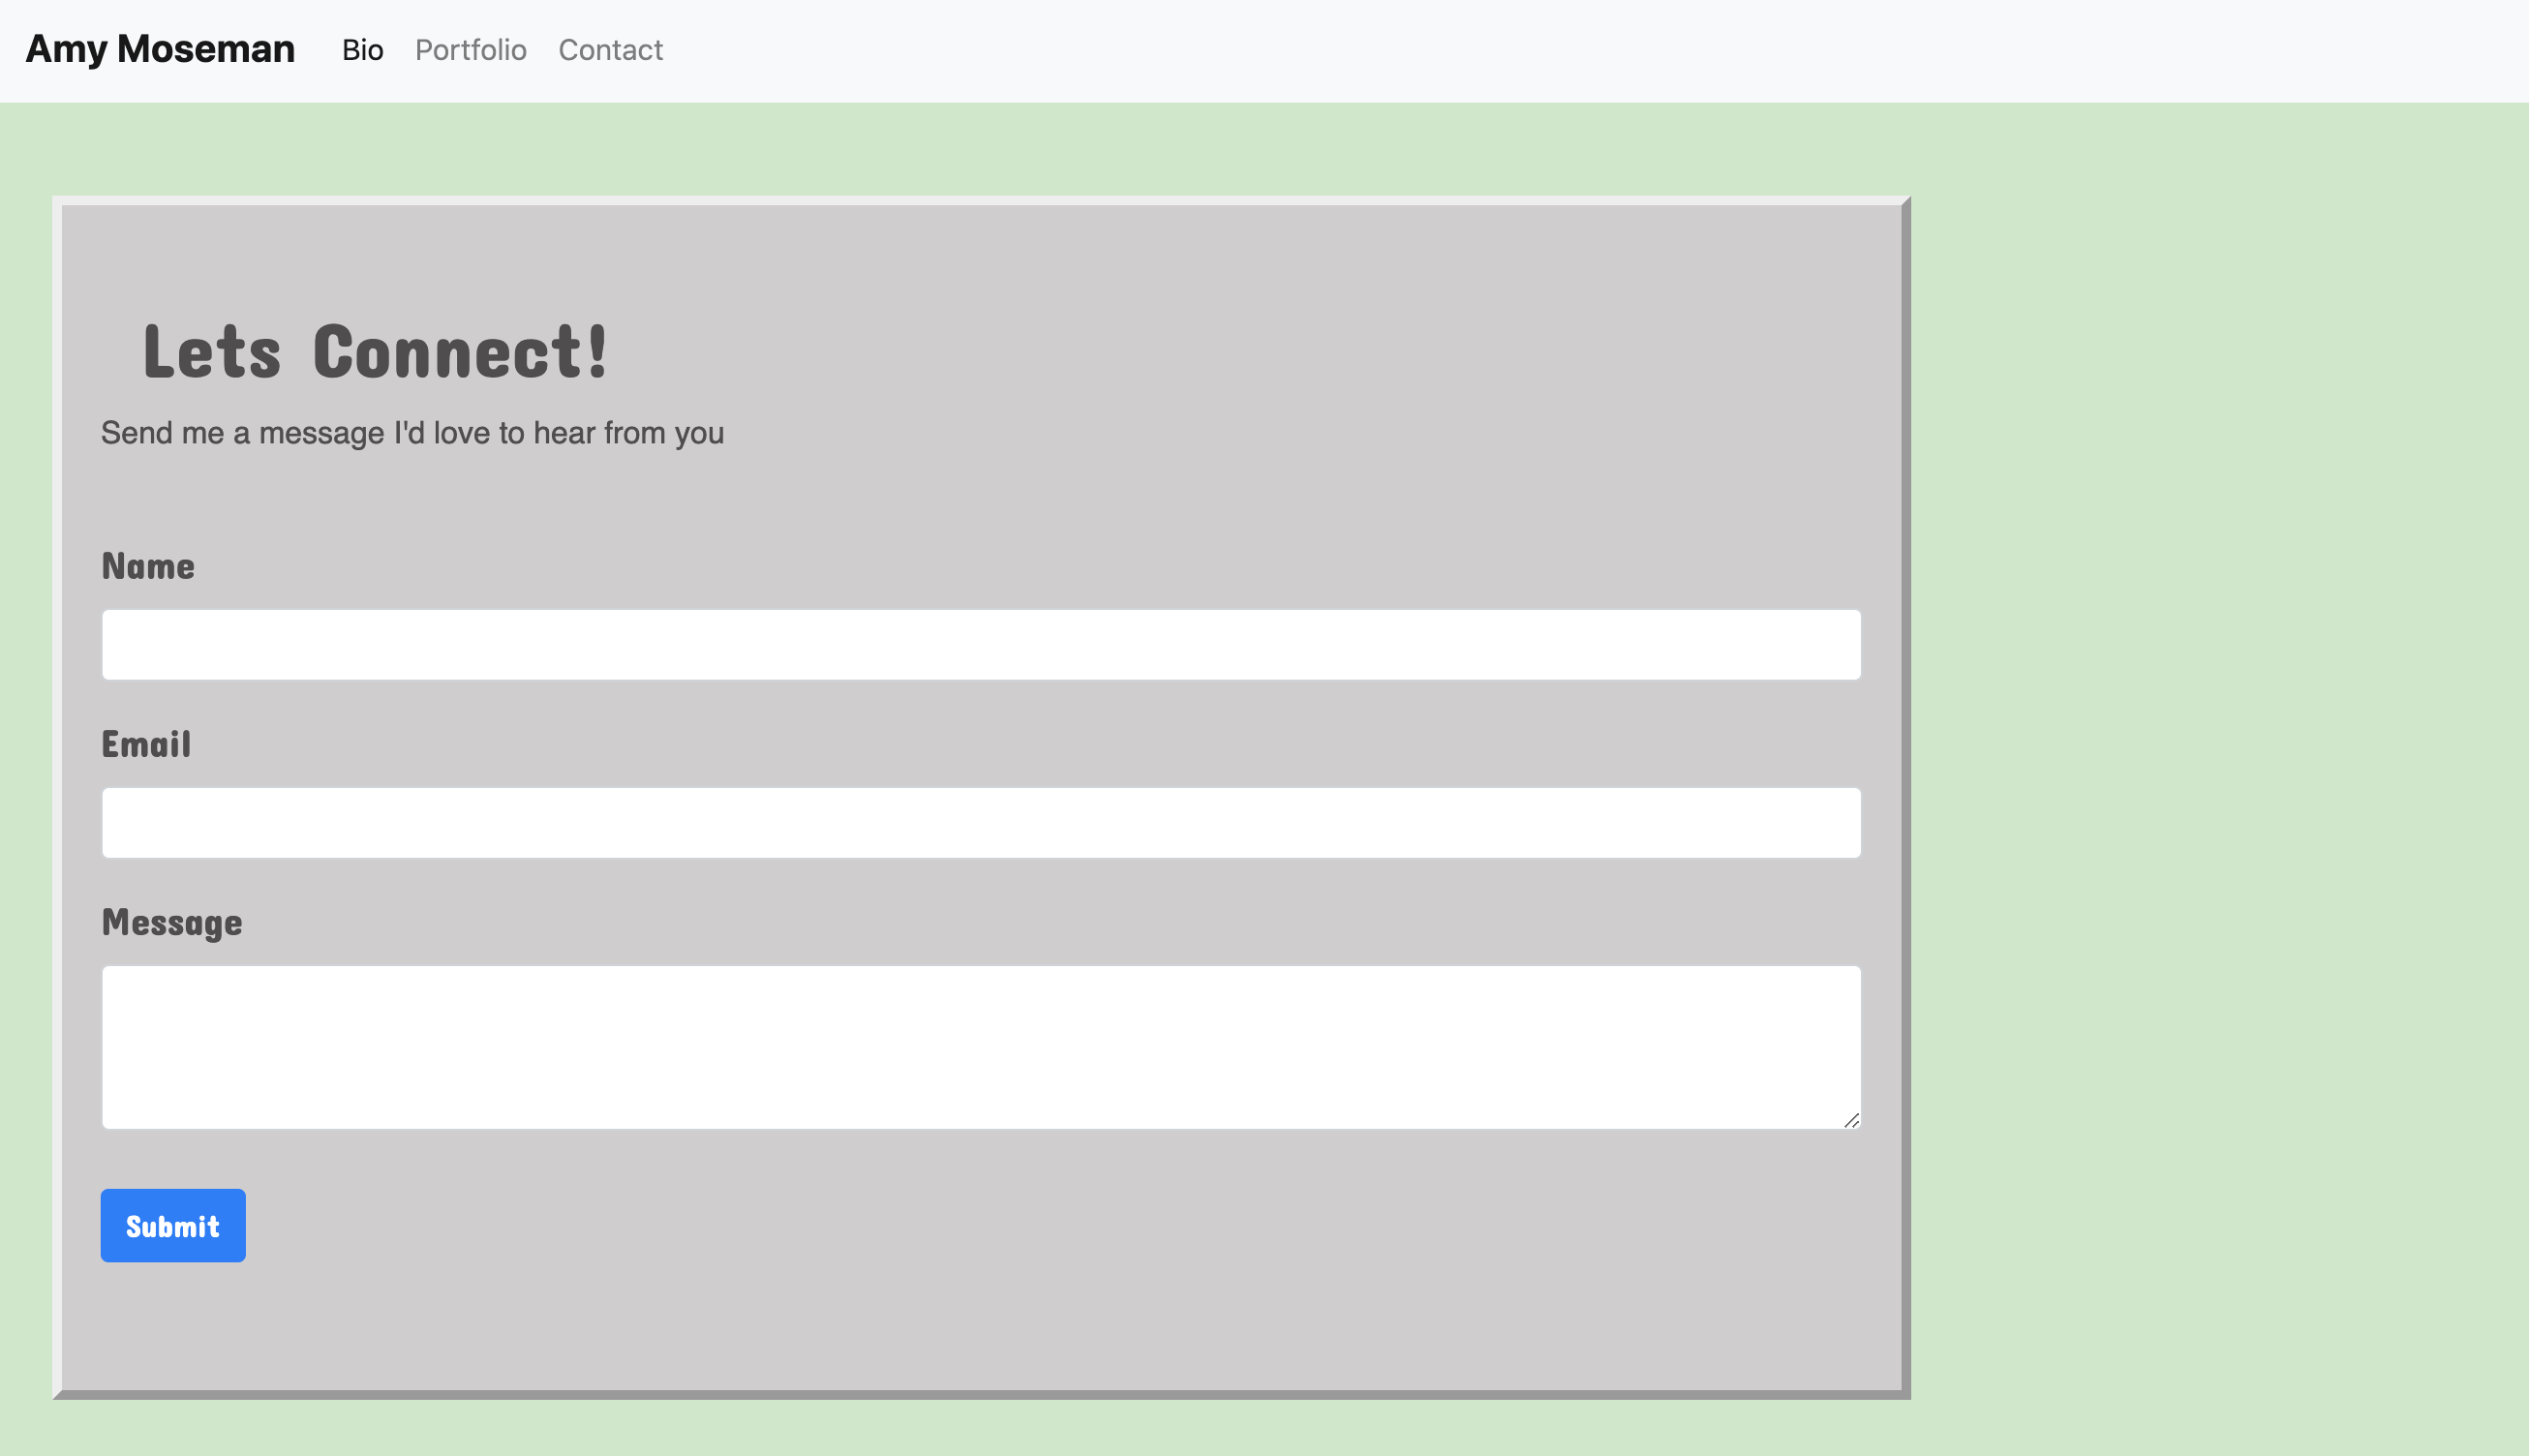 Amy Moseman Bio Portfolio Contact
Lets Connect!
Send me a message I'd love to hear from you
Name
Email
Message
Submit